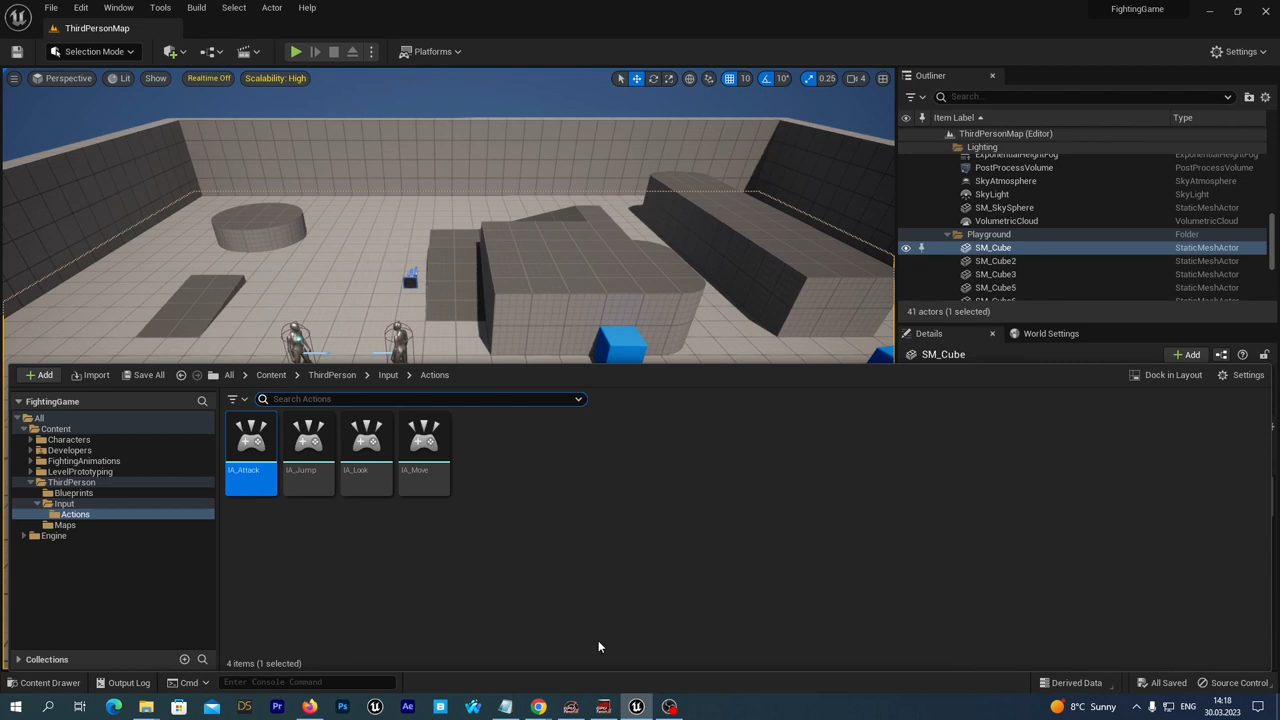 File Edit Window Tools Build Select Actor Help
FightingGame
ThirdPersonMap
Selection Mode
Platforms
Settings
Perspective Lit Show Realtime Off Scalability: High
10 10° 0.25 4
Outliner
Search...
Item Label Type
ThirdPersonMap (Editor)
Lighting
ExponentialHeightFog ExponentialHeightFog
PostProcessVolume PostProcessVolume
SkyAtmosphere SkyAtmosphere
SkyLight SkyLight
SM_SkySphere StaticMeshActor
VolumetricCloud VolumetricCloud
Playground Folder
SM_Cube StaticMeshActor
SM_Cube2 StaticMeshActor
SM_Cube3 StaticMeshActor
SM_Cube5 StaticMeshActor
41 actors (1 selected)
Details World Settings
SM_Cube Add
Add Import Save All All Content ThirdPerson Input Actions
Dock in Layout Settings
FightingGame
Search Actions
All
Content
Characters
Developers
FightingAnimations
LevelPrototyping
ThirdPerson
Blueprints
Input
Actions
Maps
Engine
IA_Attack IA_Jump IA_Look IA_Move
Collections
4 items (1 selected)
Content Drawer Output Log Cmd Enter Console Command
Derived Data All Saved Source Control
8°C Sunny
ENG
14:18
30.03.2023